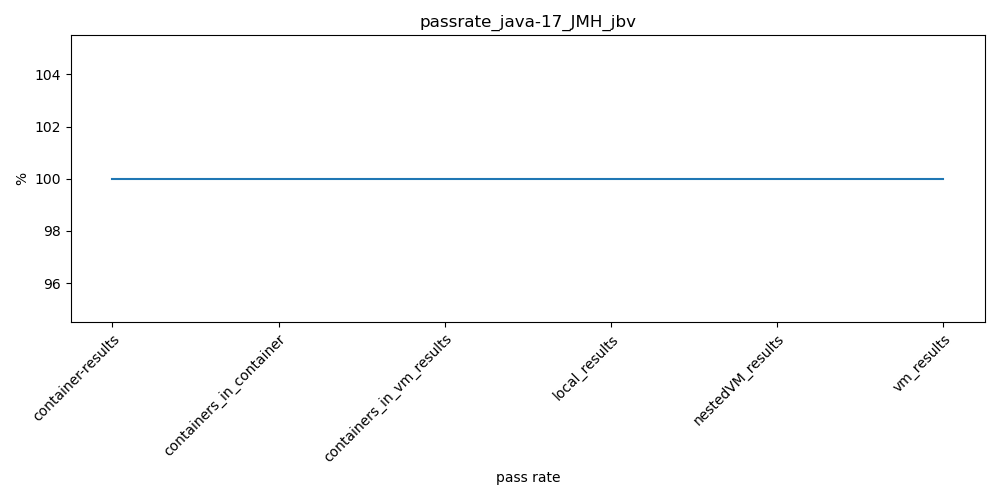 passrate_java-17_JMH_jbv
104
102
100
98
96
%
container-results
containers_in_container
containers_in_vm_results
local_results
nestedVM_results
vm_results
pass rate